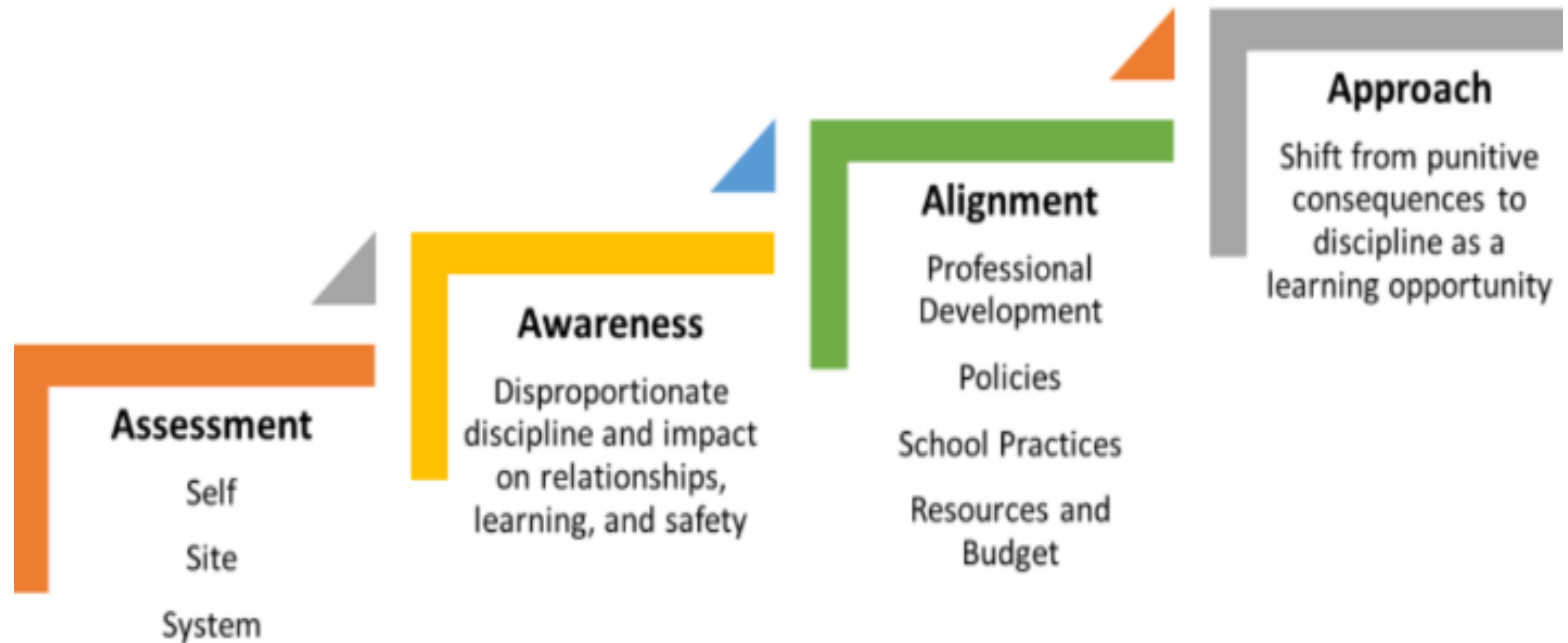 Assessment
Self
Site
System
Awareness
Disproportionate
discipline and impact
on relationships,
learning, and safety
Alignment
Professional
Development
Policies
School Practices
Resources and
Budget
Approach
Shift from punitive
consequences to
discipline as a
learning opportunity